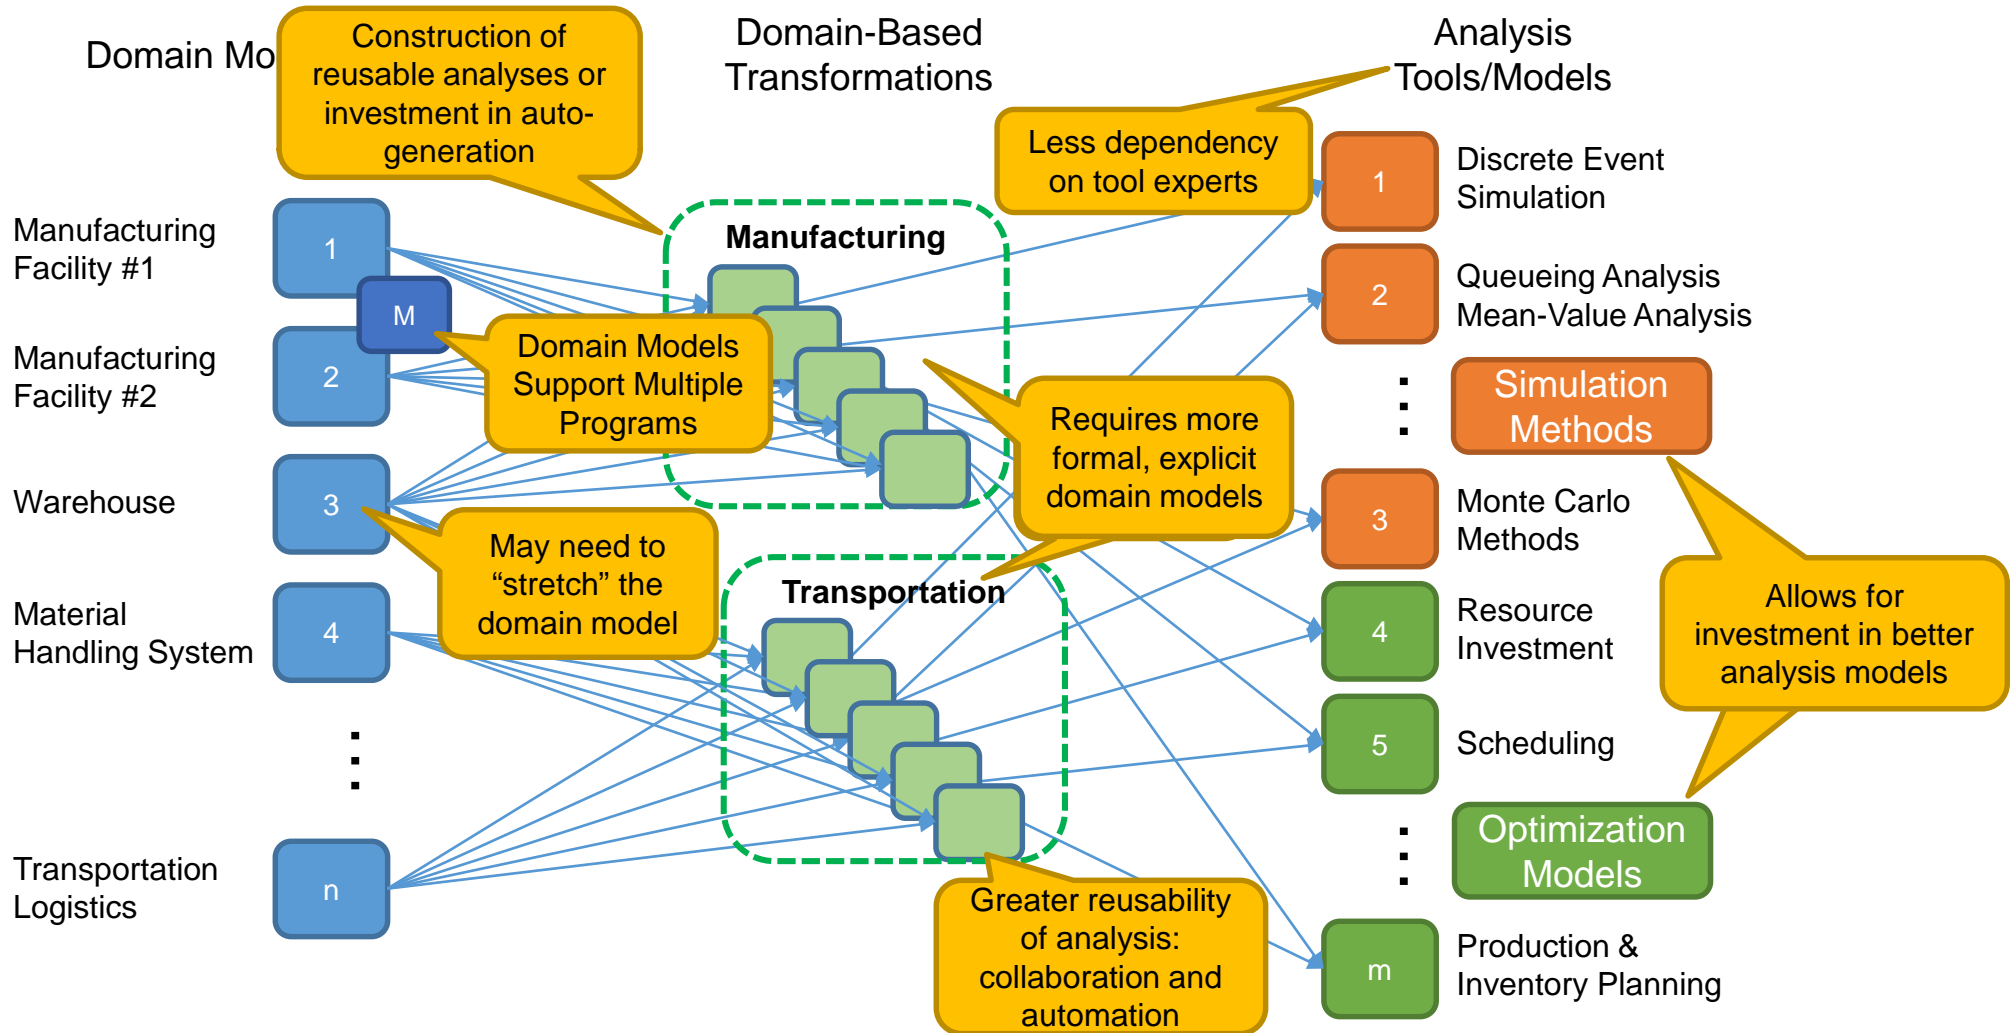 Domain Mo
Construction of
reusable analyses or
investment in auto-
generation
Domain-Based
Transformations
Analysis
Tools/Models
Less dependency
on tool experts
Manufacturing
Facility #1
1
M
Manufacturing
Facility #2
2
Domain Models
Support Multiple
Programs
Warehouse
3
May need to
“stretch” the
domain model
Material
Handling System
4
Transportation
Logistics
n
Manufacturing
Requires more
formal, explicit
domain models
Transportation
Greater reusability
of analysis:
collaboration and
automation
1
Discrete Event
Simulation
2
Queueing Analysis
Mean-Value Analysis
Simulation
Methods
3
Monte Carlo
Methods
4
Resource
Investment
Allows for
investment in better
analysis models
5
Scheduling
Optimization
Models
m
Production &
Inventory Planning